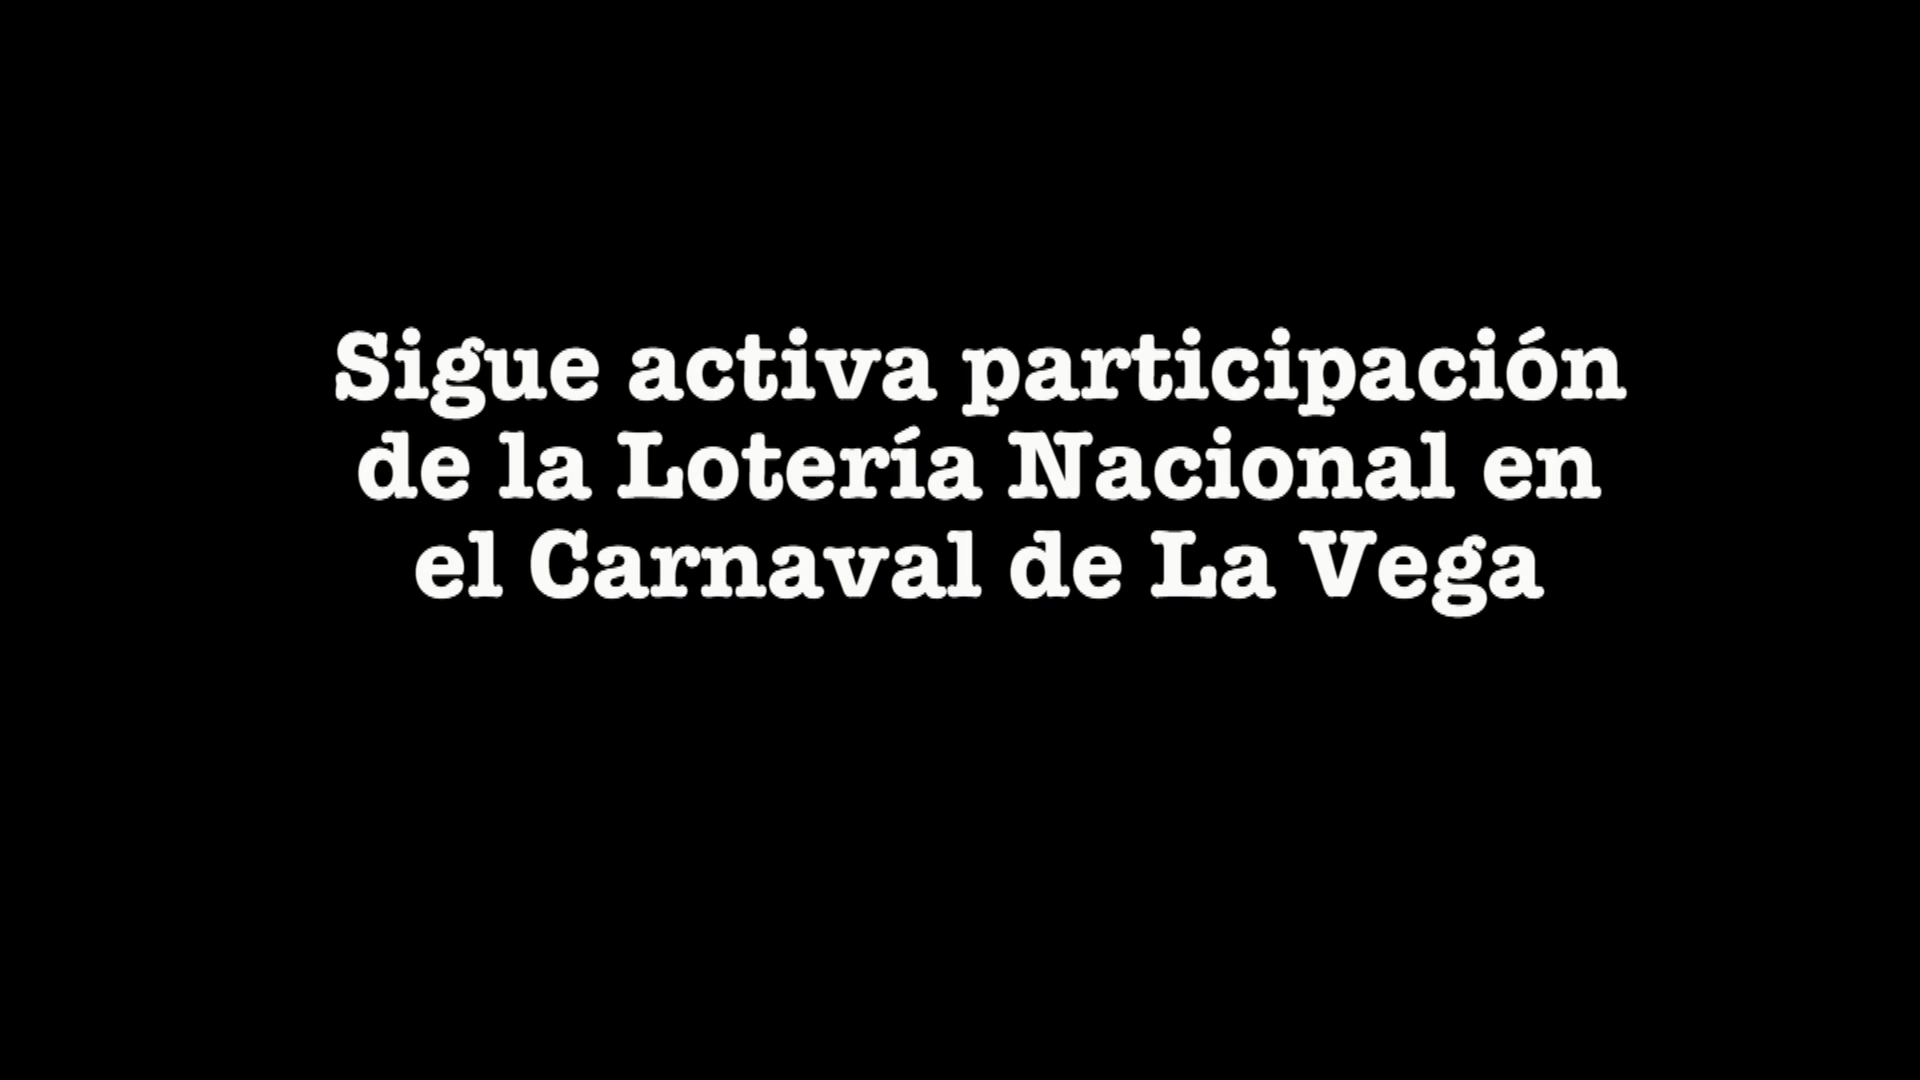 Sigue activa participación
de la Lotería Nacional en
el Carnaval de La Vega